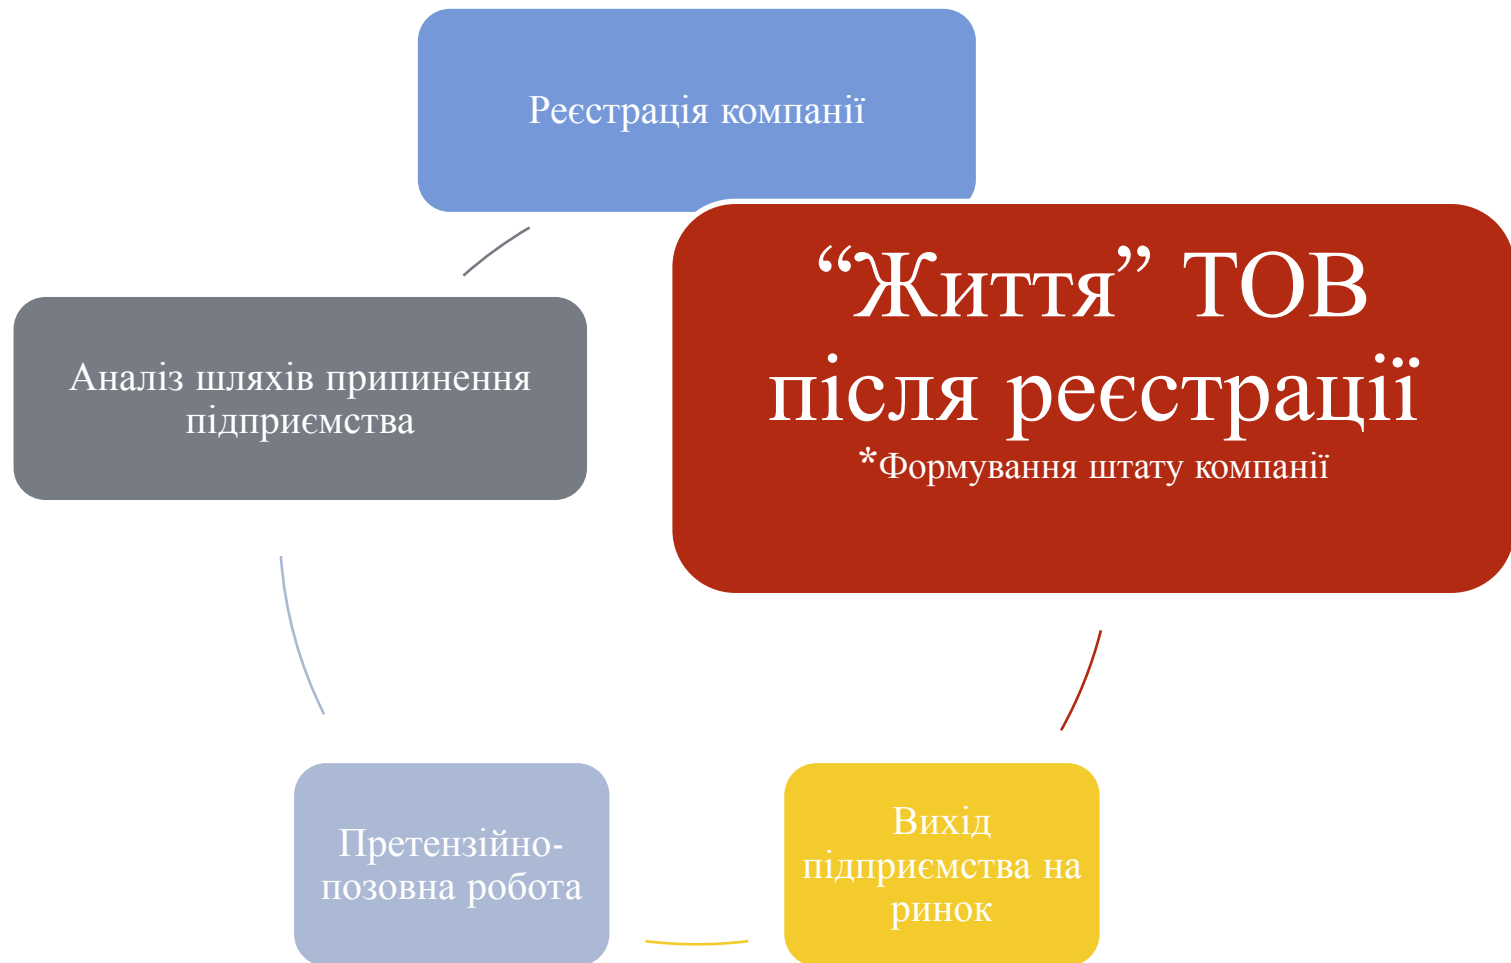 Реєстрація компанії
“Життя” ТОВ
після реєстрації
*Формування штату компанії
Аналіз шляхів припинення
підприємства
Претензійно-
позовна робота
Вихід
підприємства на
ринок